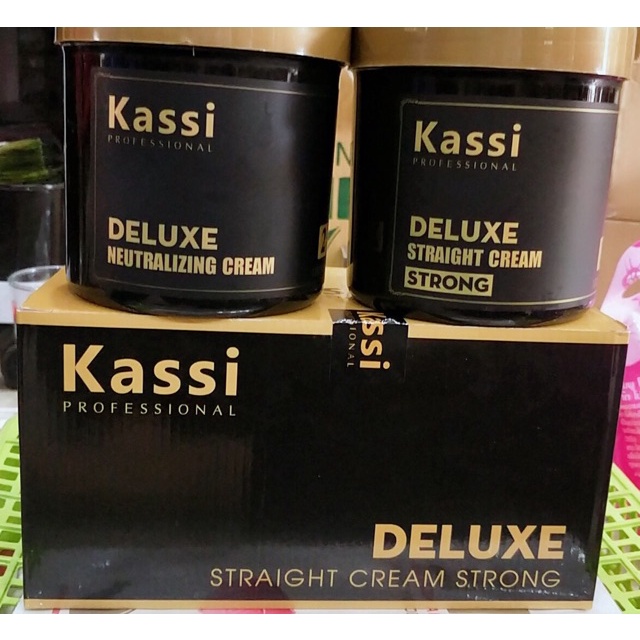 Kassi
PROFESSIONAL
DELUXE
NEUTRALIZING CREAM
Kassi
PROFESSIONAL
DELUXE
STRAIGHT CREAM
STRONG
Kassi
PROFESSIONAL
DELUXE
STRAIGHT CREAM STRONG